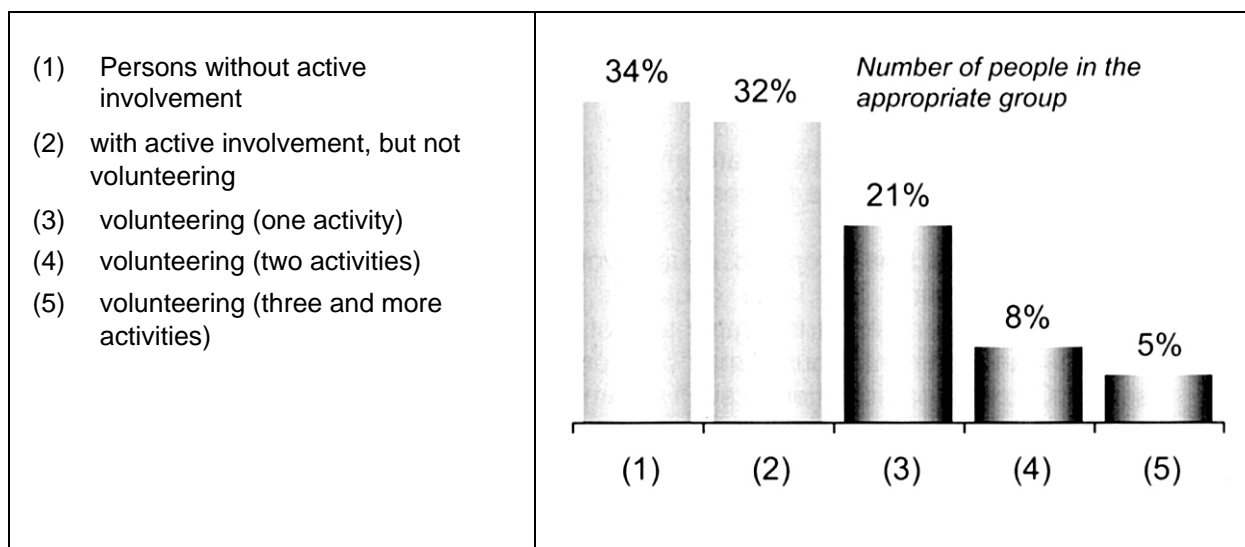 (1) Persons without active
involvement
(2) with active involvement, but not
volunteering
(3) volunteering (one activity)
(4) volunteering (two activities)
(5) volunteering (three and more
activities)
Number of people in the
appropriate group
34%
32%
21%
8%
5%
(1) (2) (3) (4) (5)